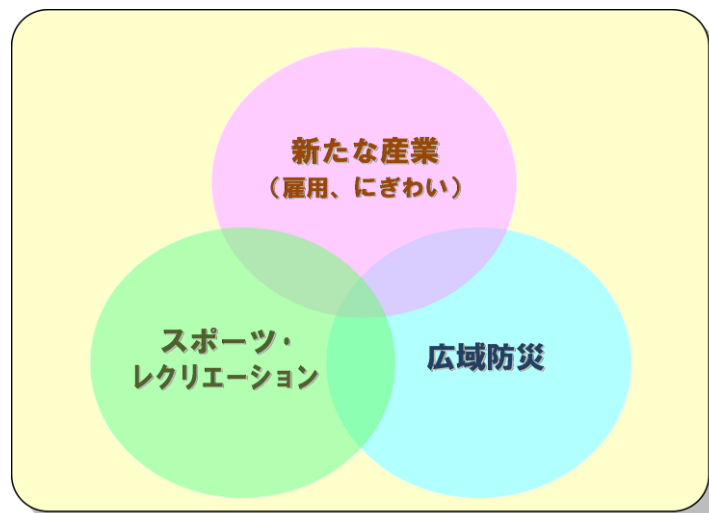 新たな産業
（雇用、にぎわい）
スポーツ・
レクリエーション
広域防災